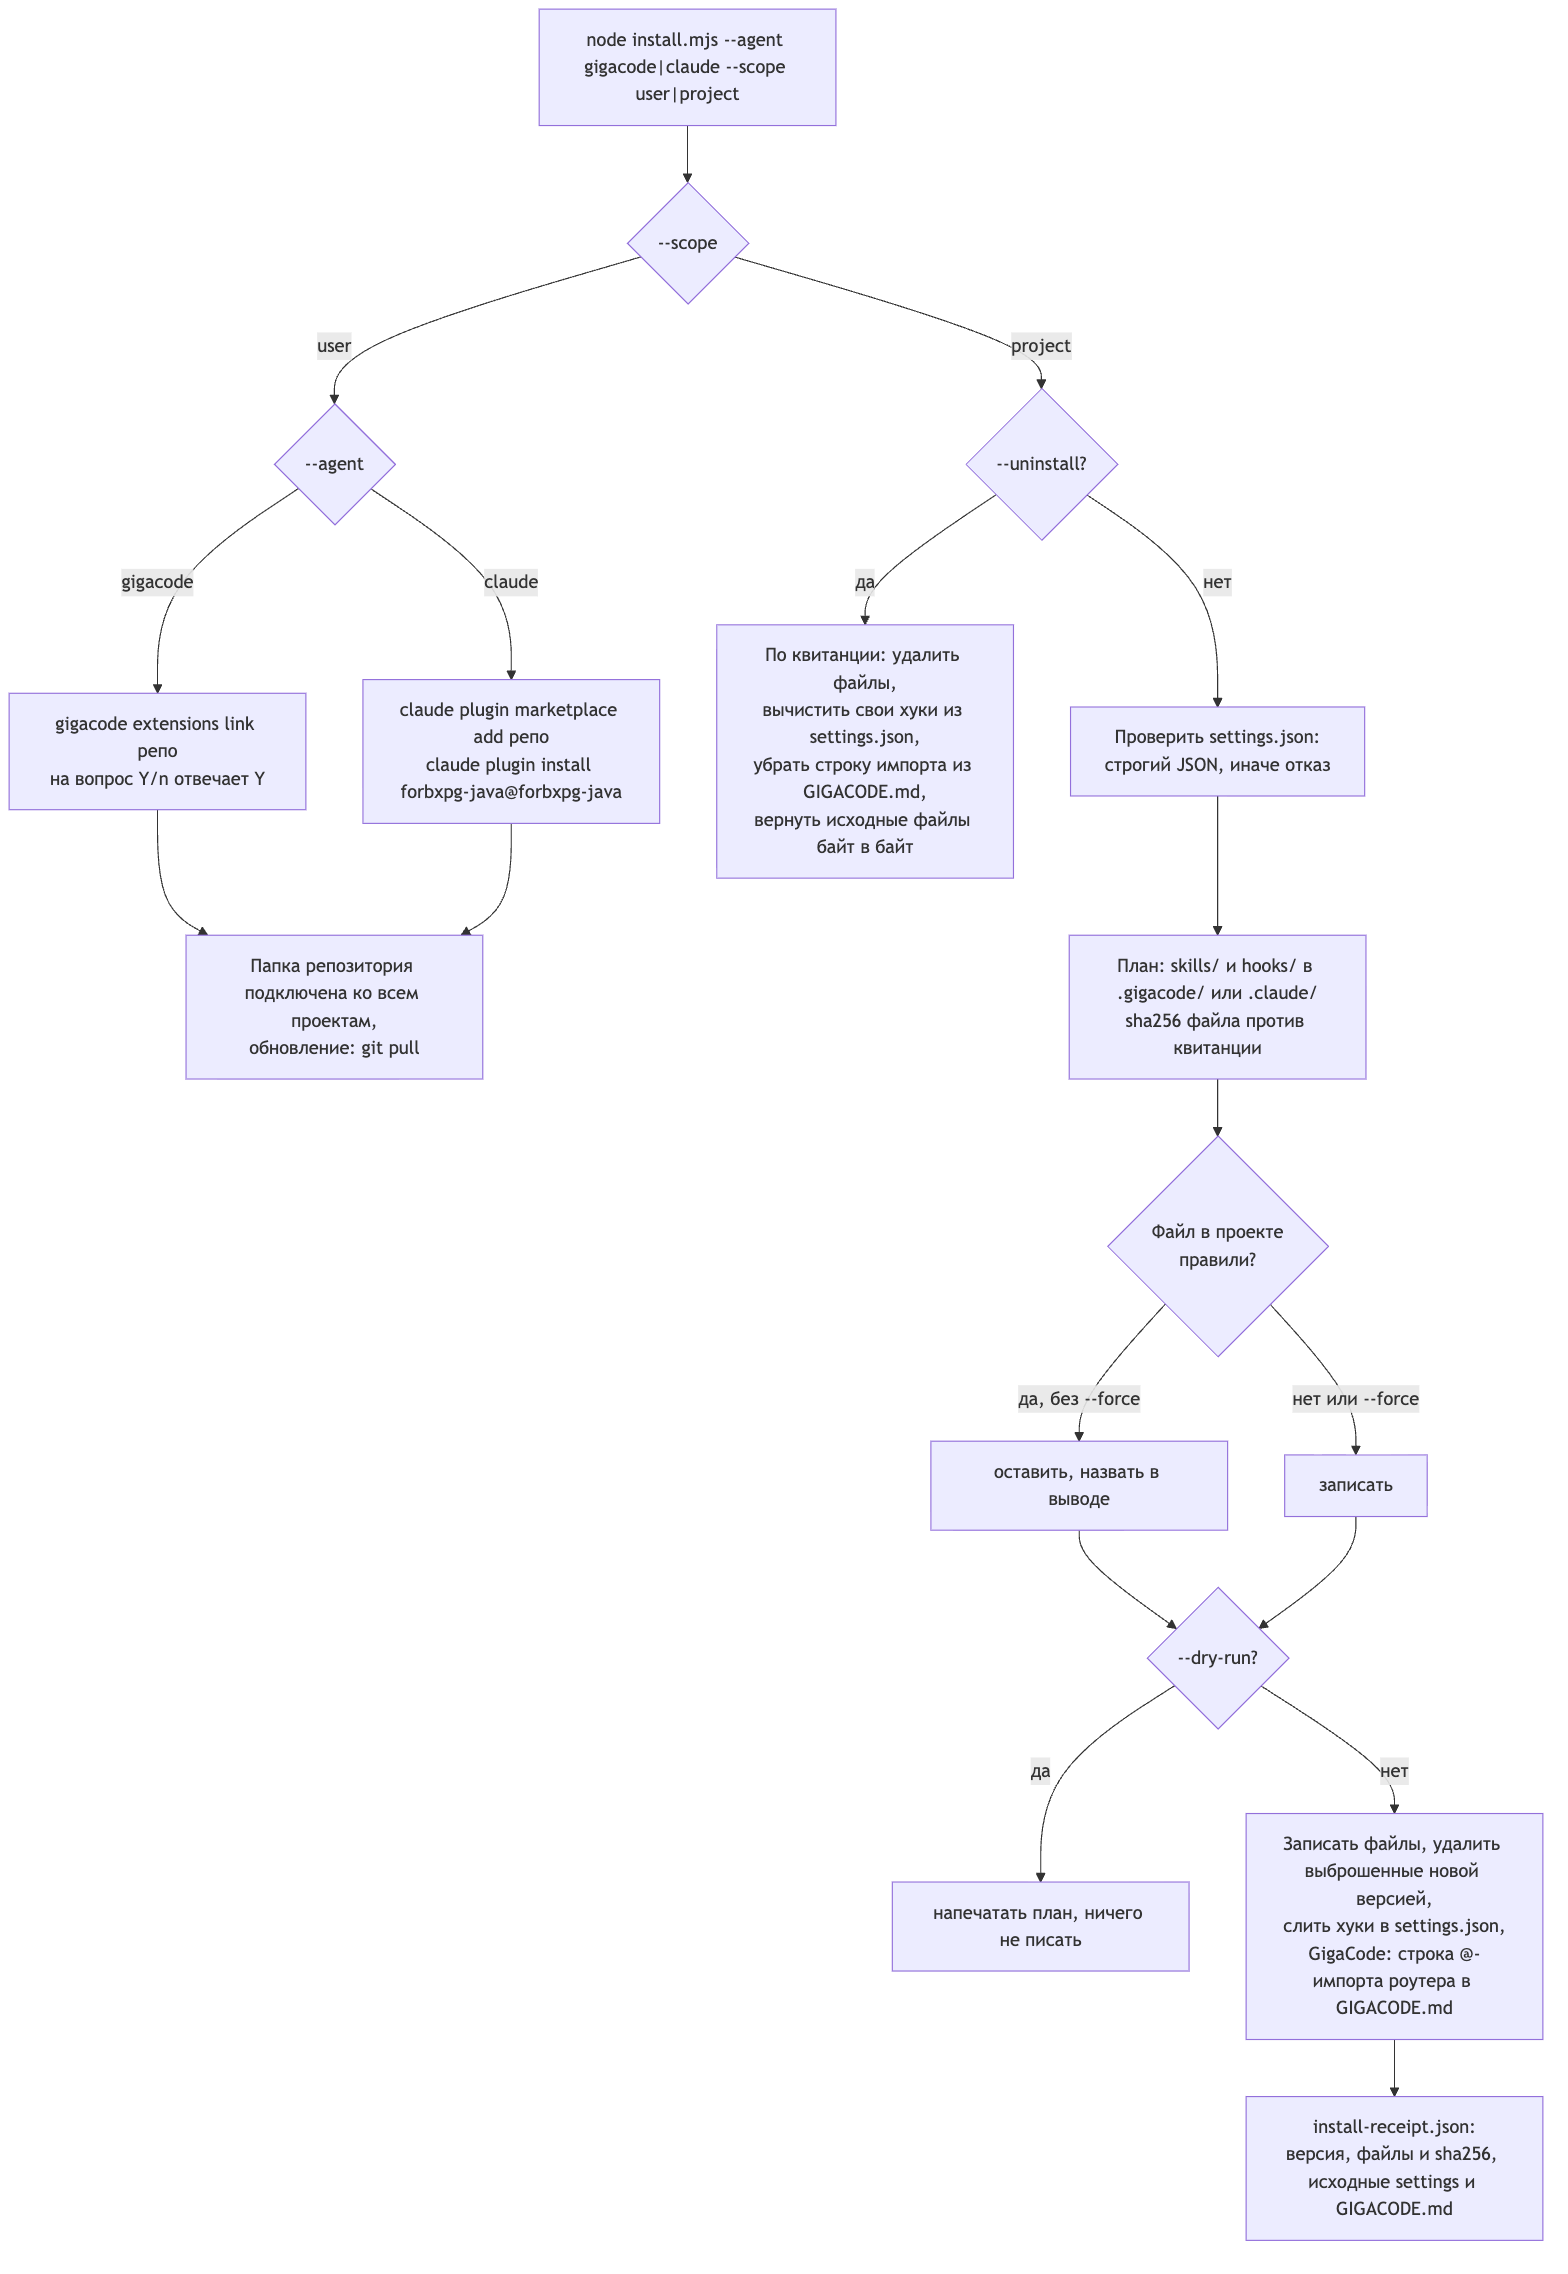 node install.mjs --agent
gigacode|claude --scope
user|project
--scope
user
project
--agent
--uninstall?
gigacode
claude
да
нет
gigacode extensions link
репо
на вопрос Y/n отвечает Y
claude plugin marketplace
add репо
claude plugin install
forbxpg-java@forbxpg-java
По квитанции: удалить
файлы,
вычистить свои хуки из
settings.json,
убрать строку импорта из
GIGACODE.md,
вернуть исходные файлы
байт в байт
Проверить settings.json:
строгий JSON, иначе отказ
Папка репозитория
подключена ко всем
проектам,
обновление: git pull
План: skills/ и hooks/ в
.gigacode/ или .claude/
sha256 файла против
квитанции
Файл в проекте
правили?
да, без --force
нет или --force
оставить, назвать в
выводе
записать
--dry-run?
да
нет
напечатать план, ничего
не писать
Записать файлы, удалить
выброшенные новой
версией,
слить хуки в settings.json,
GigaCode: строка @-
импорта роутера в
GIGACODE.md
install-receipt.json:
версия, файлы и sha256,
исходные settings и
GIGACODE.md